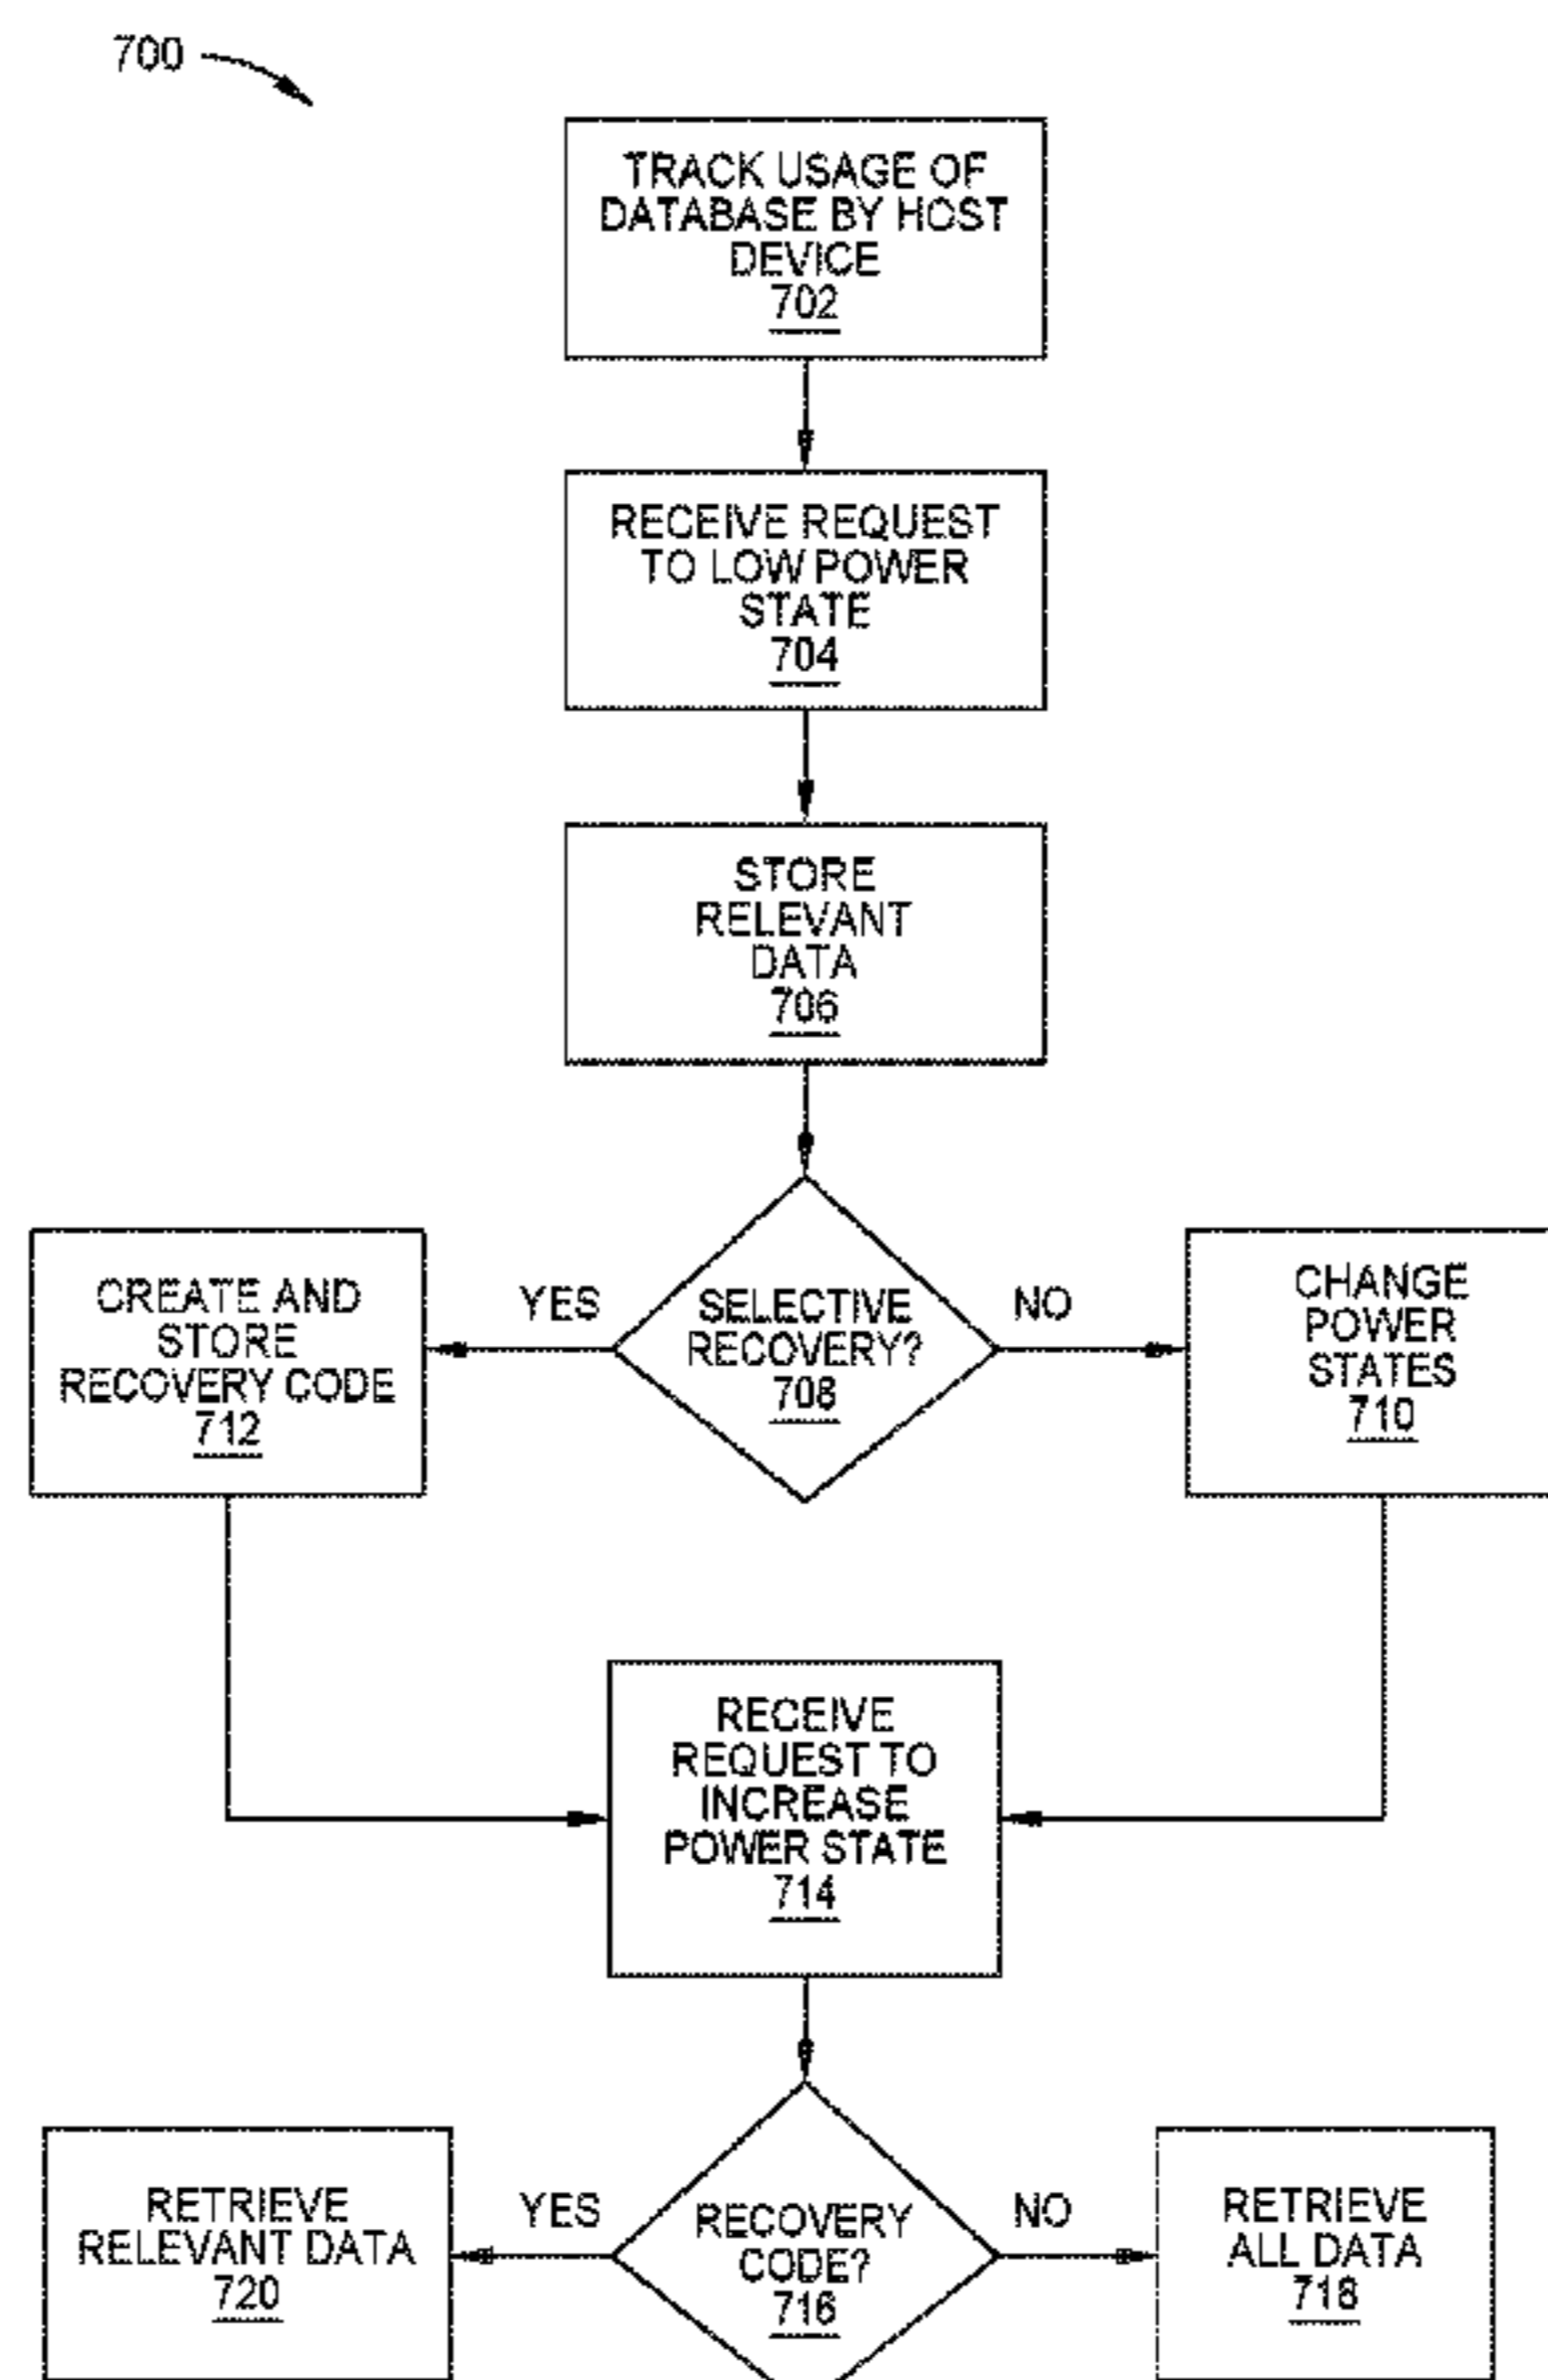 700
TRACK USAGE OF
DATABASE BY HOST
DEVICE
702
RECEIVE REQUEST
TO LOW POWER
STATE
704
STORE
RELEVANT
DATA
706
CREATE AND
STORE
RECOVERY CODE
712
YES
SELECTIVE
RECOVERY?
708
NO
CHANGE
POWER
STATES
710
RECEIVE
REQUEST TO
INCREASE
POWER STATE
714
RETRIEVE
RELEVANT DATA
720
YES
RECOVERY
CODE?
716
NO
RETRIEVE
ALL DATA
718